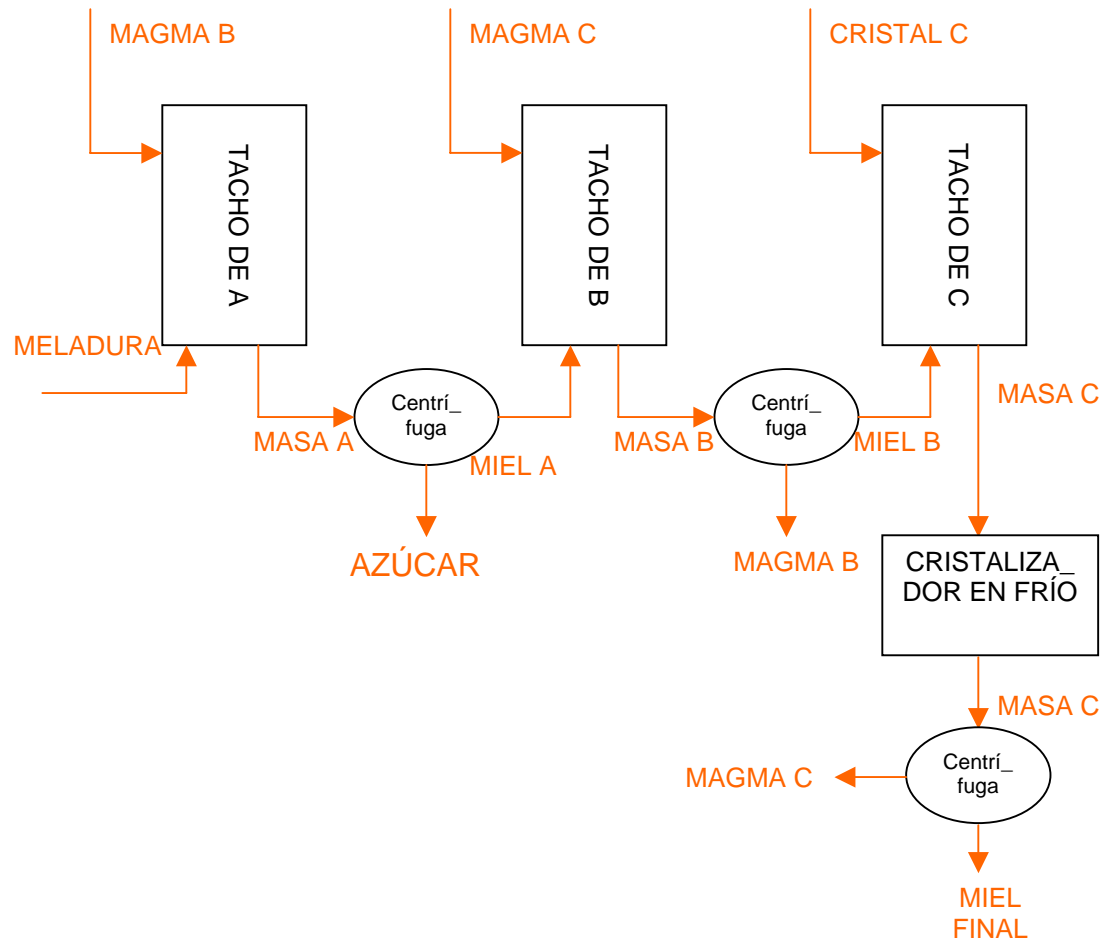 MAGMA B
MAGMA C
CRISTAL C
TACHO DE A
TACHO DE B
TACHO DE C
MELADURA
Centrí_
fuga
Centrí_
fuga
MASA C
MASA A
MIEL A
MASA B
MIEL B
AZÚCAR
MAGMA B
CRISTALIZA_
DOR EN FRÍO
MASA C
Centrí_
fuga
MAGMA C
MIEL
FINAL